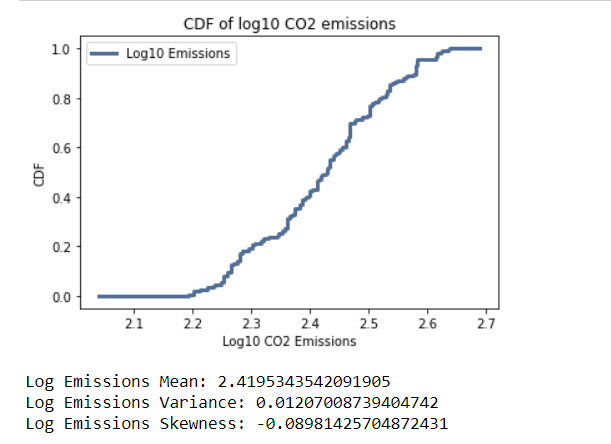 CDF of log10 CO2 emissions
Log10 Emissions
1.0
0.8
0.6
0.4
0.2
0.0
CDF
2.1 2.2 2.3 2.4 2.5 2.6 2.7
Log10 CO2 Emissions
Log Emissions Mean: 2.4195343542091905
Log Emissions Variance: 0.01207008739404742
Log Emissions Skewness: -0.08981425704872431